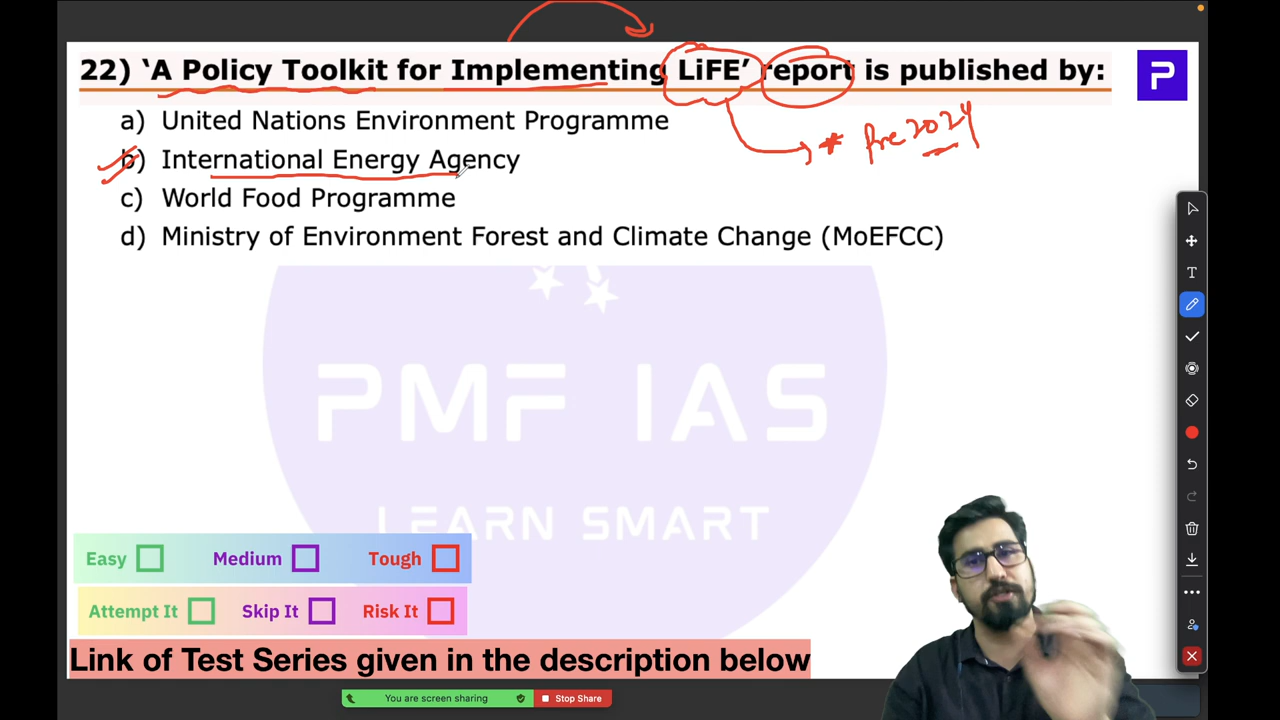 22) ‘A Policy Toolkit for Implementing LiFE’ report is published by:
P
a) United Nations Environment Programme
* Pre 2024
b) International Energy Agency
c) World Food Programme
d) Ministry of Environment Forest and Climate Change (MoEFCC)
PMF IAS
LEARN SMART
Easy Medium Tough
Attempt It Skip It Risk It
Link of Test Series given in the description below
You are screen sharing Stop Share
T